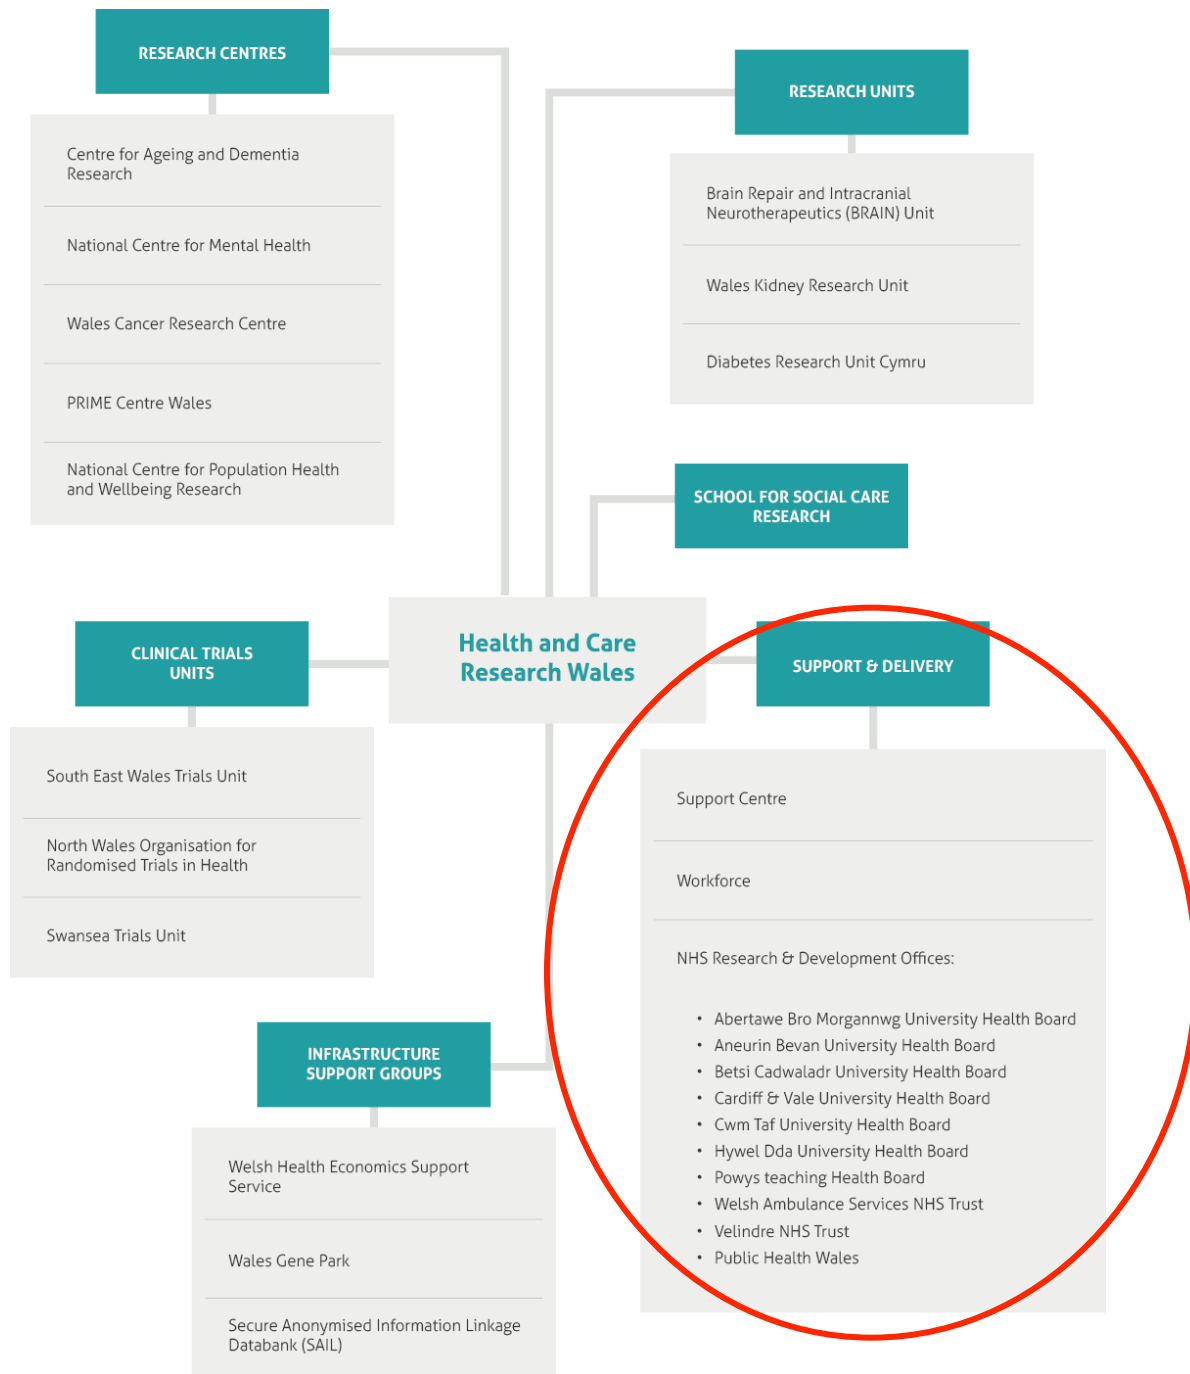 RESEARCH CENTRES
Centre for Ageing and Dementia
Research
National Centre for Mental Health
Wales Cancer Research Centre
PRIME Centre Wales
National Centre for Population Health
and Wellbeing Research
RESEARCH UNITS
Brain Repair and Intracranial
Neurotherapeutics (BRAIN) Unit
Wales Kidney Research Unit
Diabetes Research Unit Cymru
SCHOOL FOR SOCIAL CARE
RESEARCH
Health and Care
Research Wales
CLINICAL TRIALS
UNITS
South East Wales Trials Unit
North Wales Organisation for
Randomised Trials in Health
Swansea Trials Unit
SUPPORT & DELIVERY
Support Centre
Workforce
NHS Research & Development Offices:
• Abertawe Bro Morgannwg University Health Board
• Aneurin Bevan University Health Board
• Betsi Cadwaladr University Health Board
• Cardiff & Vale University Health Board
• Cwm Taf University Health Board
• Hywel Dda University Health Board
• Powys teaching Health Board
• Welsh Ambulance Services NHS Trust
• Velindre NHS Trust
• Public Health Wales
INFRASTRUCTURE
SUPPORT GROUPS
Welsh Health Economics Support
Service
Wales Gene Park
Secure Anonymised Information Linkage
Databank (SAIL)